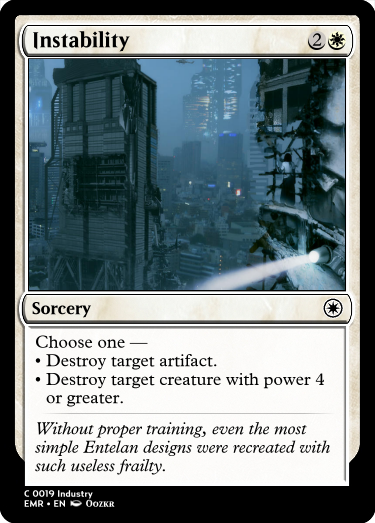 Instability 2
Sorcery
Choose one —
• Destroy target artifact.
• Destroy target creature with power 4
or greater.
Without proper training, even the most
simple Entelan designs were recreated with
such useless frailty.
C 0019 Industry
EMR • EN Oozkr